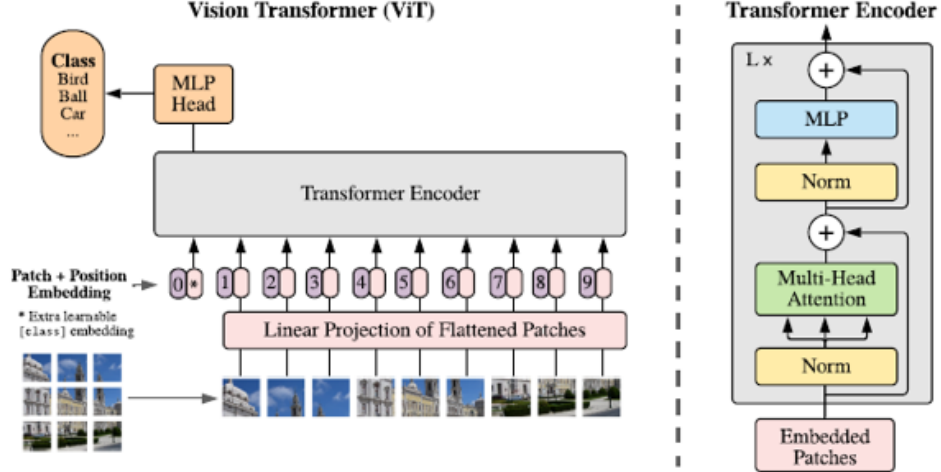 Vision Transformer (ViT)
Class
Bird
Ball
Car
...
MLP
Head
Transformer Encoder
Patch + Position
Embedding
* Extra learnable
[class] embedding
0 * 1 2 3 4 5 6 7 8 9
Linear Projection of Flattened Patches
Transformer Encoder
L ×
+
MLP
Norm
+
Multi-Head
Attention
Norm
Embedded
Patches